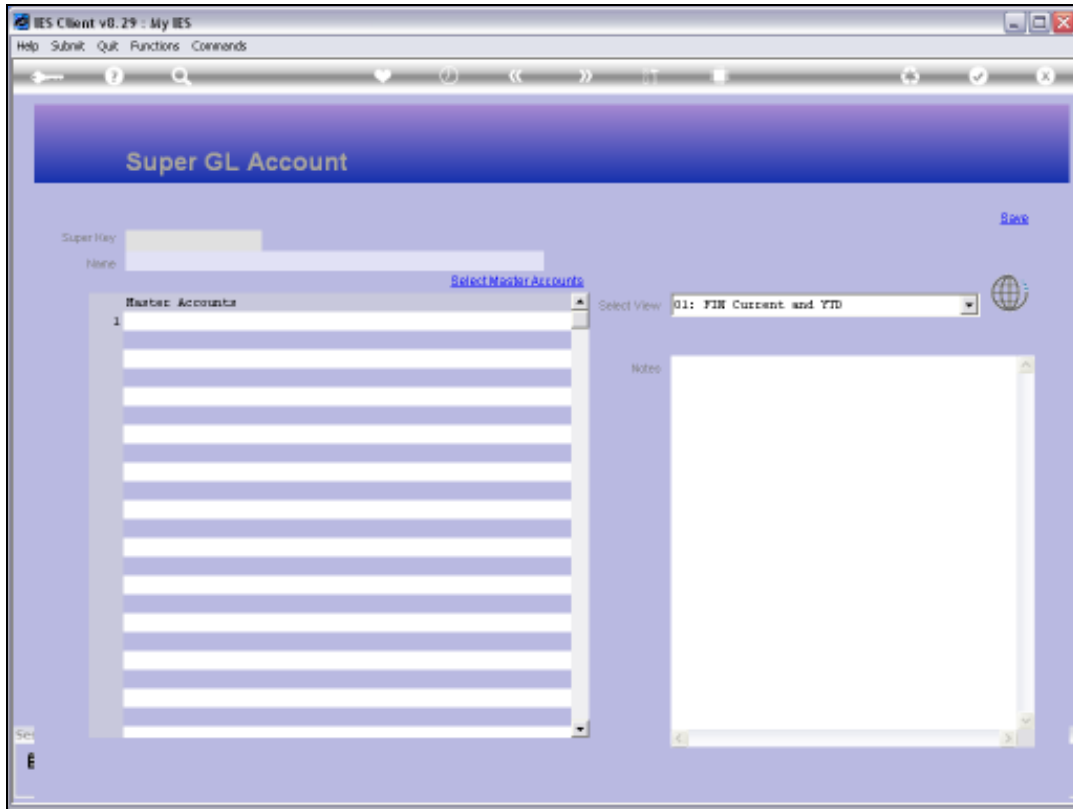 IES Client v8.29 : My IES
Help Submit Quit Functions Commands
Super GL Account
Save
Super Key
Name
Select Master Accounts
Master Accounts
Select View 01: FIN Current and YTD
1
Notes
Ser